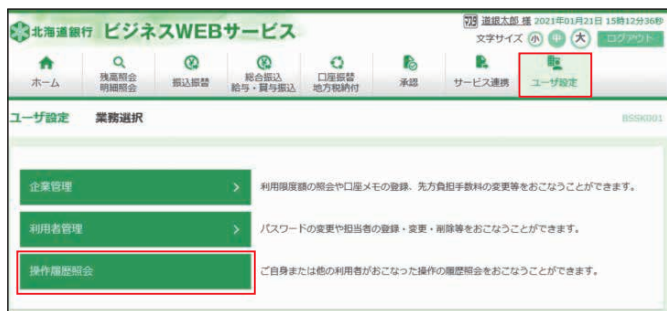 北海道銀行 ビジネスWEBサービス
道銀太郎 様 2021年01月21日 15時12分36秒
文字サイズ 小 中 大 ログアウト
ホーム
残高照会
明細照会
振込振替
総合振込
給与・賞与振込
口座振替
地方税納付
承認
サービス連携
ユーザ設定
ユーザ設定 業務選択 BSSK001
企業管理 > 利用限度額の照会や口座メモの登録、先方負担手数料の変更等をおこなうことができます。
利用者管理 > パスワードの変更や担当者の登録・変更・削除等をおこなうことができます。
操作履歴照会 ご自身または他の利用者がおこなった操作の履歴照会をおこなうことができます。